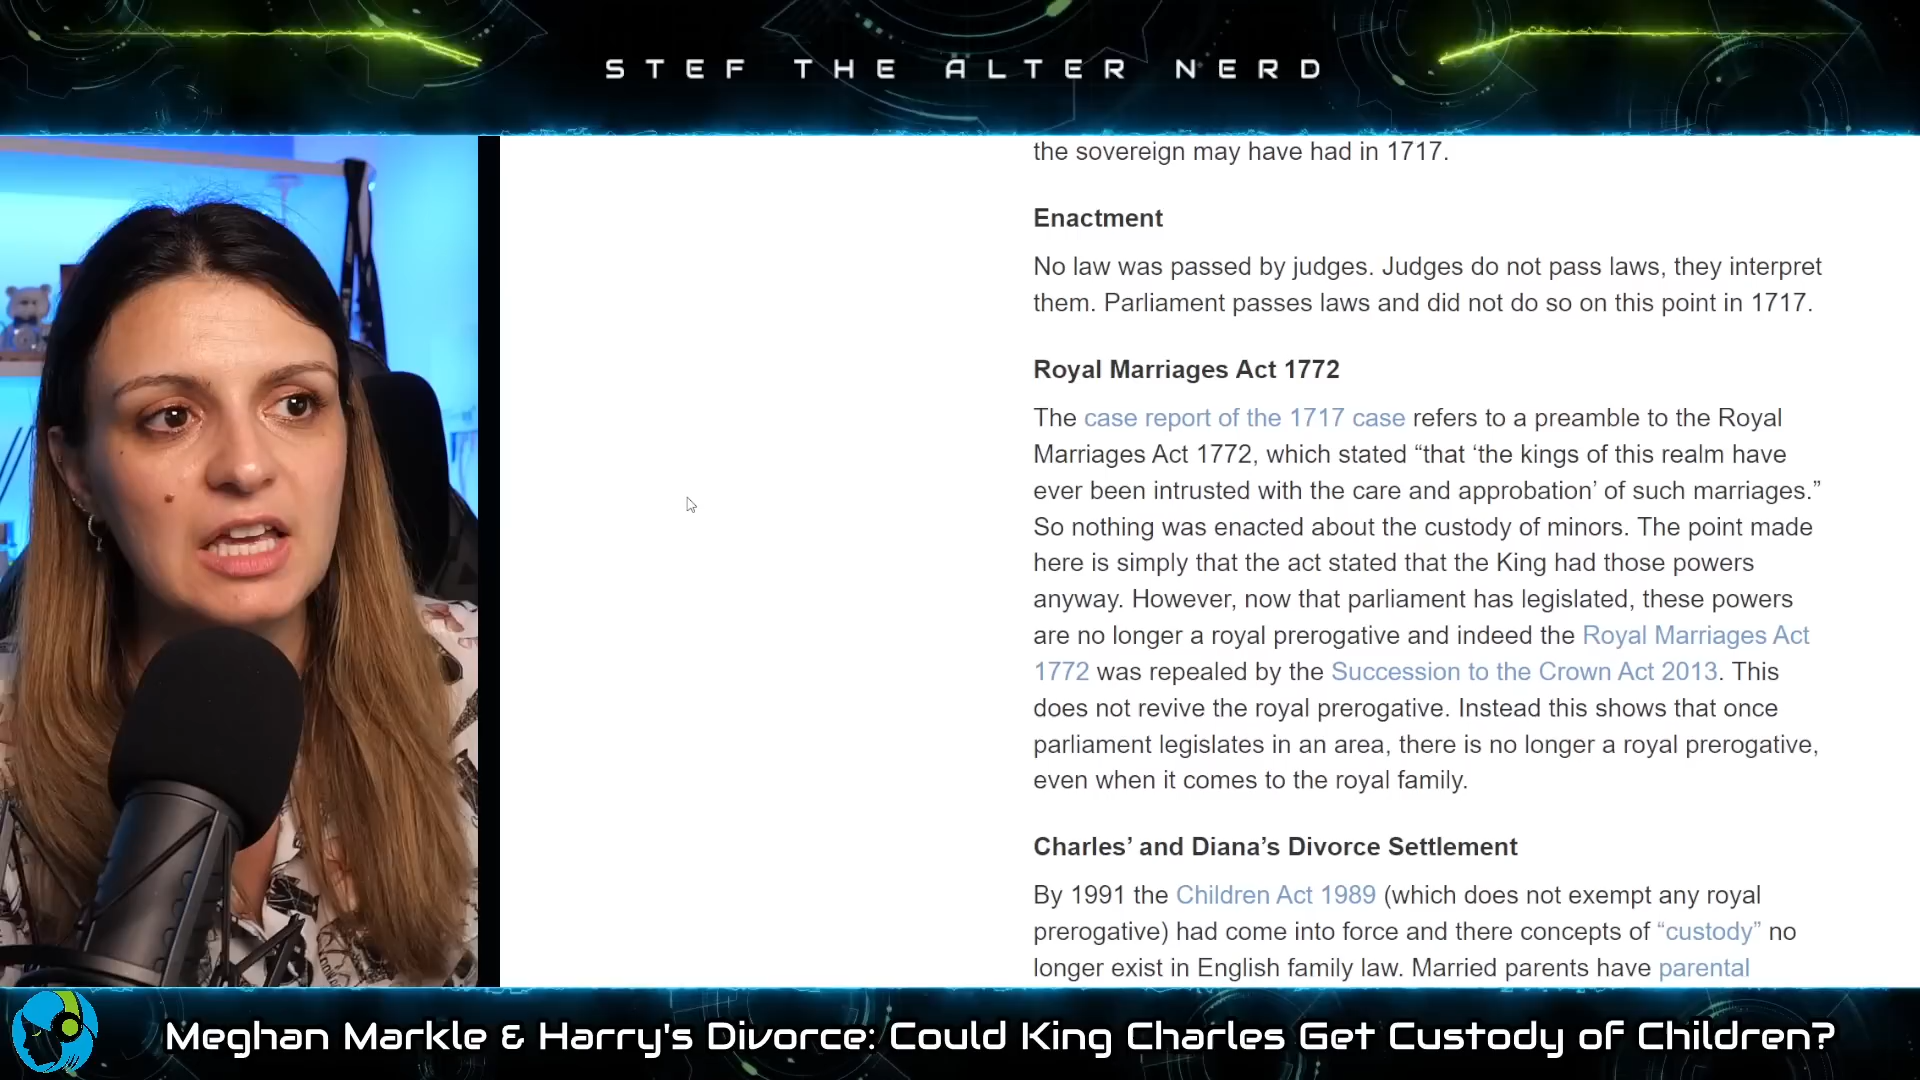 STEF THE ALTER NERD
the sovereign may have had in 1717.
Enactment
No law was passed by judges. Judges do not pass laws, they interpret
them. Parliament passes laws and did not do so on this point in 1717.
Royal Marriages Act 1772
The case report of the 1717 case refers to a preamble to the Royal
Marriages Act 1772, which stated “that ‘the kings of this realm have
ever been intrusted with the care and approbation’ of such marriages.”
So nothing was enacted about the custody of minors. The point made
here is simply that the act stated that the King had those powers
anyway. However, now that parliament has legislated, these powers
are no longer a royal prerogative and indeed the Royal Marriages Act
1772 was repealed by the Succession to the Crown Act 2013. This
does not revive the royal prerogative. Instead this shows that once
parliament legislates in an area, there is no longer a royal prerogative,
even when it comes to the royal family.
Charles’ and Diana’s Divorce Settlement
By 1991 the Children Act 1989 (which does not exempt any royal
prerogative) had come into force and there concepts of “custody” no
longer exist in English family law. Married parents have parental
Meghan Markle & Harry's Divorce: Could King Charles Get Custody of Children?